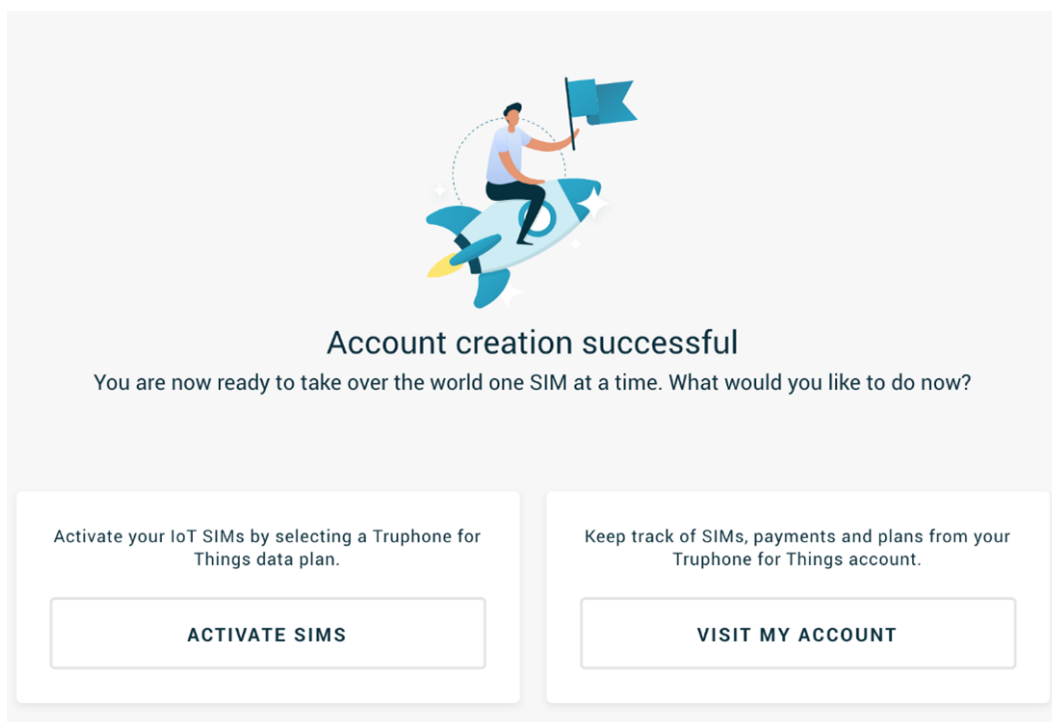 Account creation successful
You are now ready to take over the world one SIM at a time. What would you like to do now?
Activate your IoT SIMs by selecting a Truphone for
Things data plan.
ACTIVATE SIMS
Keep track of SIMs, payments and plans from your
Truphone for Things account.
VISIT MY ACCOUNT